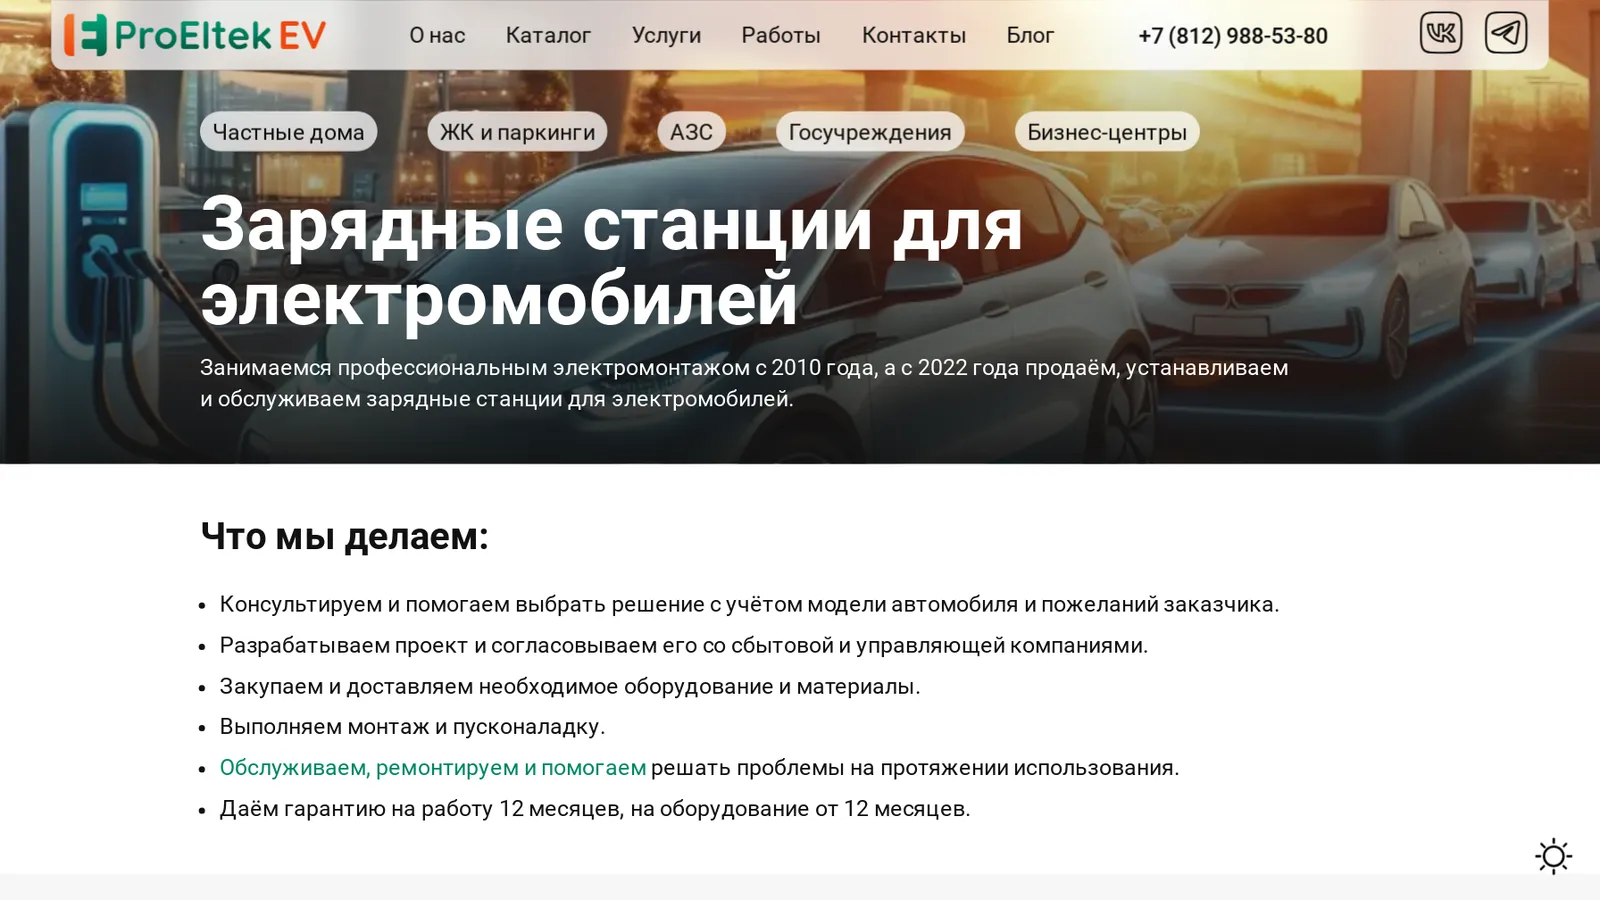 ProEltek EV
О нас
Каталог
Услуги
Работы
Контакты
Блог
+7 (812) 988-53-80
Частные дома
ЖК и паркинги
АЗС
Госучреждения
Бизнес-центры
Зарядные станции для
электромобилей
Занимаемся профессиональным электромонтажом с 2010 года, а с 2022 года продаём, устанавливаем
и обслуживаем зарядные станции для электромобилей.
Что мы делаем:
• Консультируем и помогаем выбрать решение с учётом модели автомобиля и пожеланий заказчика.
• Разрабатываем проект и согласовываем его со сбытовой и управляющей компаниями.
• Закупаем и доставляем необходимое оборудование и материалы.
• Выполняем монтаж и пусконаладку.
• Обслуживаем, ремонтируем и помогаем решать проблемы на протяжении использования.
• Даём гарантию на работу 12 месяцев, на оборудование от 12 месяцев.